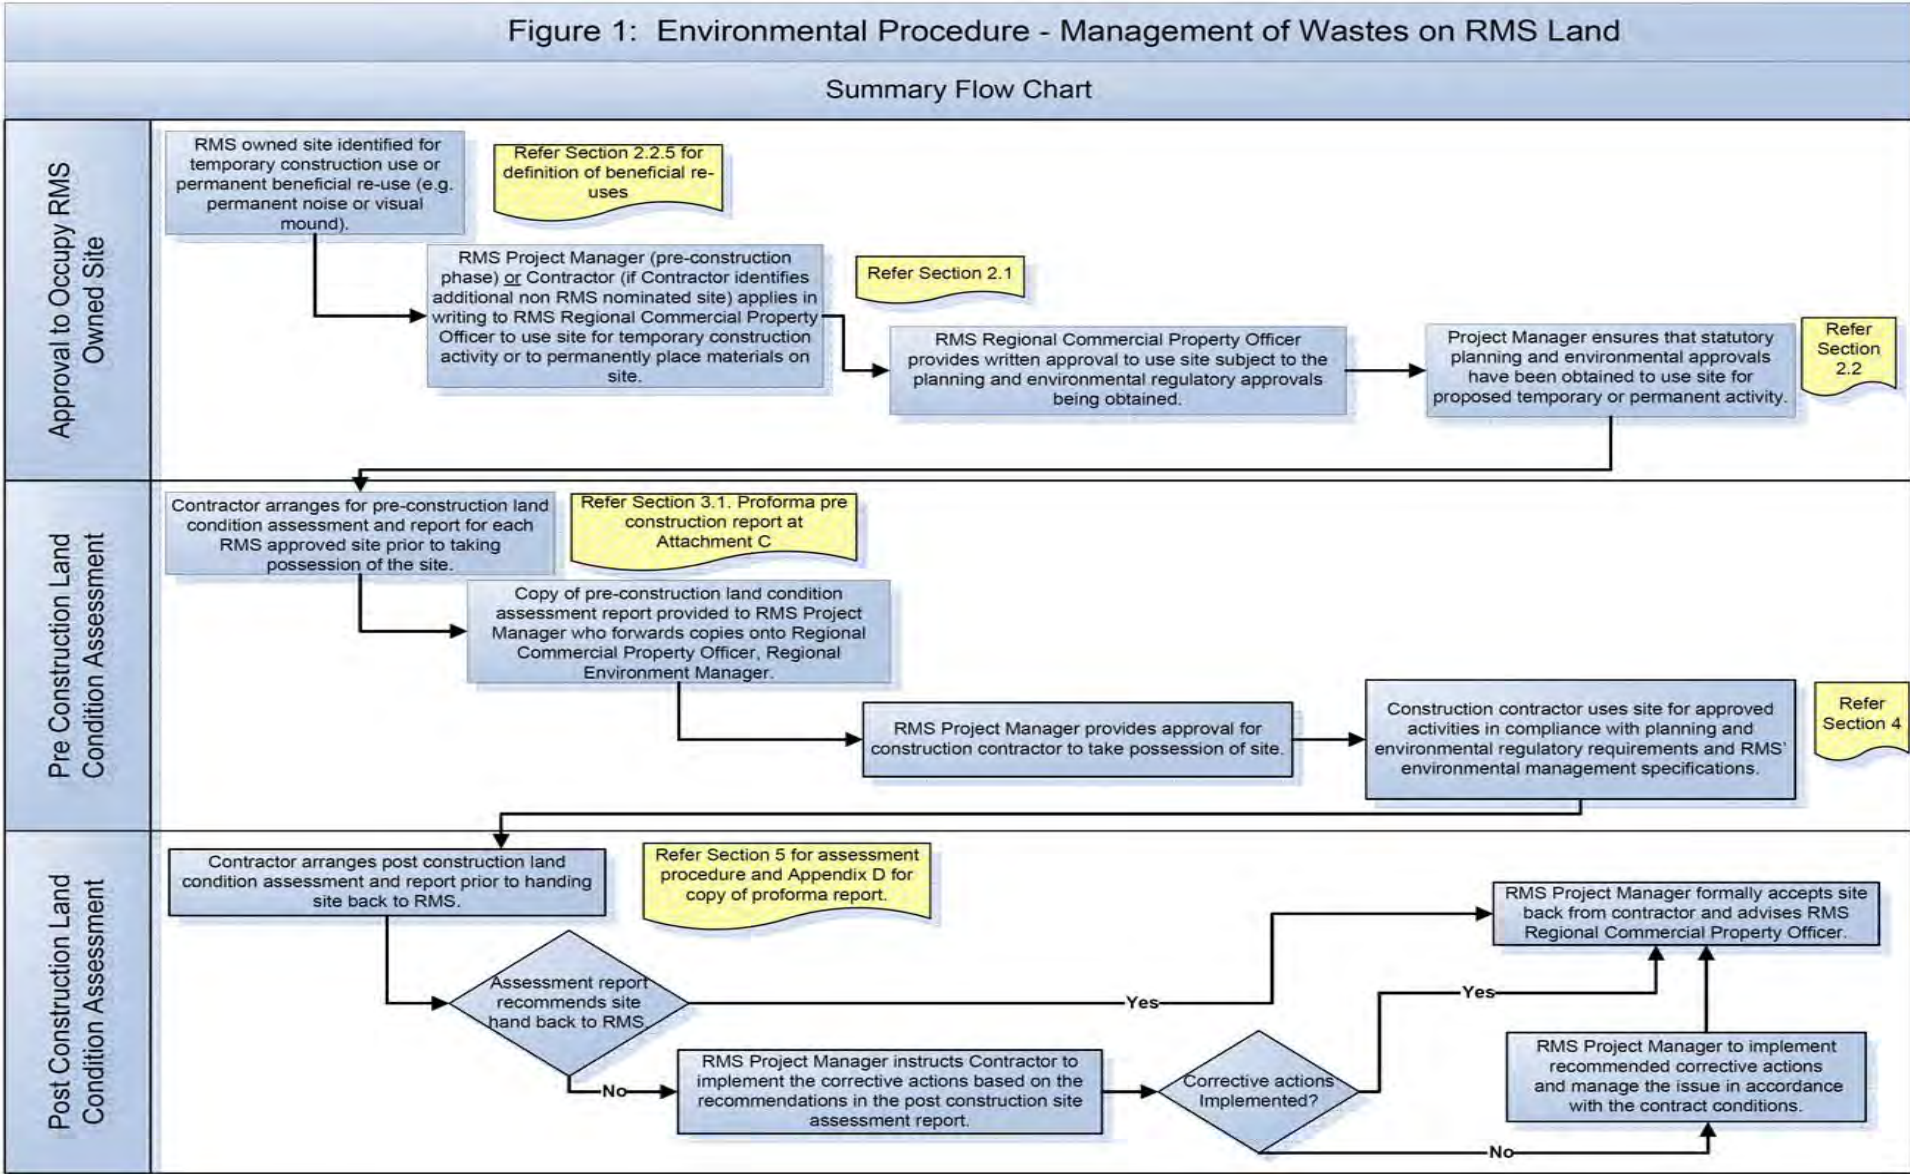 Figure 1: Environmental Procedure - Management of Wastes on RMS Land
Summary Flow Chart
Approval to Occupy RMS
Owned Site
RMS owned site identified for
temporary construction use or
permanent beneficial re-use (e.g.
permanent noise or visual
mound).
Refer Section 2.2.5 for
definition of beneficial re-
uses
RMS Project Manager (pre-construction
phase) or Contractor (if Contractor identifies
additional non RMS nominated site) applies in
writing to RMS Regional Commercial Property
Officer to use site for temporary construction
activity or to permanently place materials on
site.
Refer Section 2.1
RMS Regional Commercial Property Officer
provides written approval to use site subject to the
planning and environmental regulatory approvals
being obtained.
Project Manager ensures that statutory
planning and environmental approvals
have been obtained to use site for
proposed temporary or permanent activity.
Refer
Section
2.2
Pre Construction Land
Condition Assessment
Contractor arranges for pre-construction land
condition assessment and report for each
RMS approved site prior to taking
possession of the site.
Refer Section 3.1. Proforma pre
construction report at
Attachment C
Copy of pre-construction land condition
assessment report provided to RMS Project
Manager who forwards copies onto Regional
Commercial Property Officer, Regional
Environment Manager.
RMS Project Manager provides approval for
construction contractor to take possession of site.
Construction contractor uses site for approved
activities in compliance with planning and
environmental regulatory requirements and RMS'
environmental management specifications.
Refer
Section 4
Post Construction Land
Condition Assessment
Contractor arranges post construction land
condition assessment and report prior to handing
site back to RMS.
Refer Section 5 for assessment
procedure and Appendix D for
copy of proforma report.
Assessment report
recommends site
hand back to RMS.
Yes
RMS Project Manager formally accepts site
back from contractor and advises RMS
Regional Commercial Property Officer.
No
RMS Project Manager instructs Contractor to
implement the corrective actions based on the
recommendations in the post construction site
assessment report.
Corrective actions
Implemented?
Yes
No
RMS Project Manager to implement
recommended corrective actions
and manage the issue in accordance
with the contract conditions.